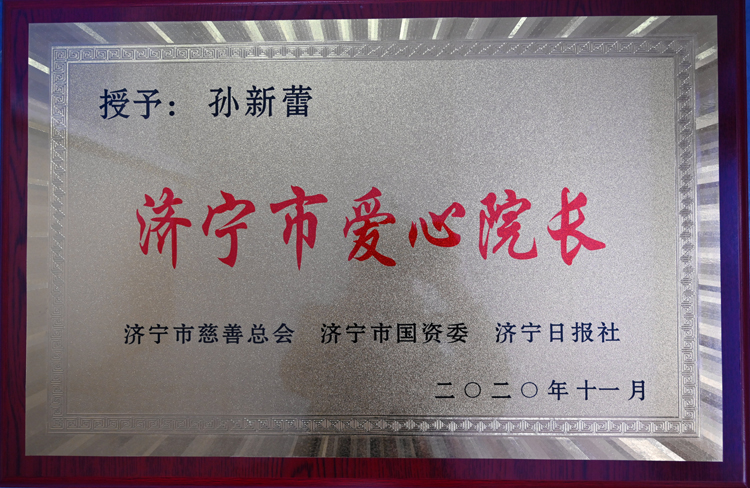 授予：孙新蕾
济宁市爱心院长
济宁市慈善总会 济宁市国资委 济宁日报社
二〇二〇年十一月